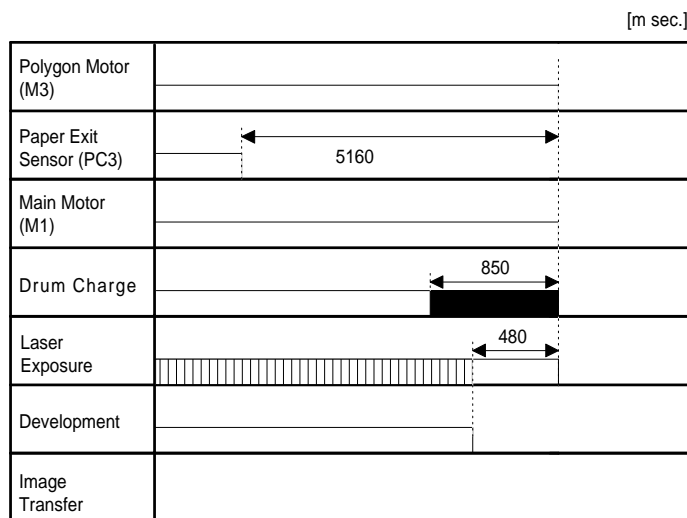 [m sec.]
Polygon Motor
(M3)
Paper Exit
Sensor (PC3)
5160
Main Motor
(M1)
Drum Charge
850
Laser
Exposure
480
Development
Image
Transfer